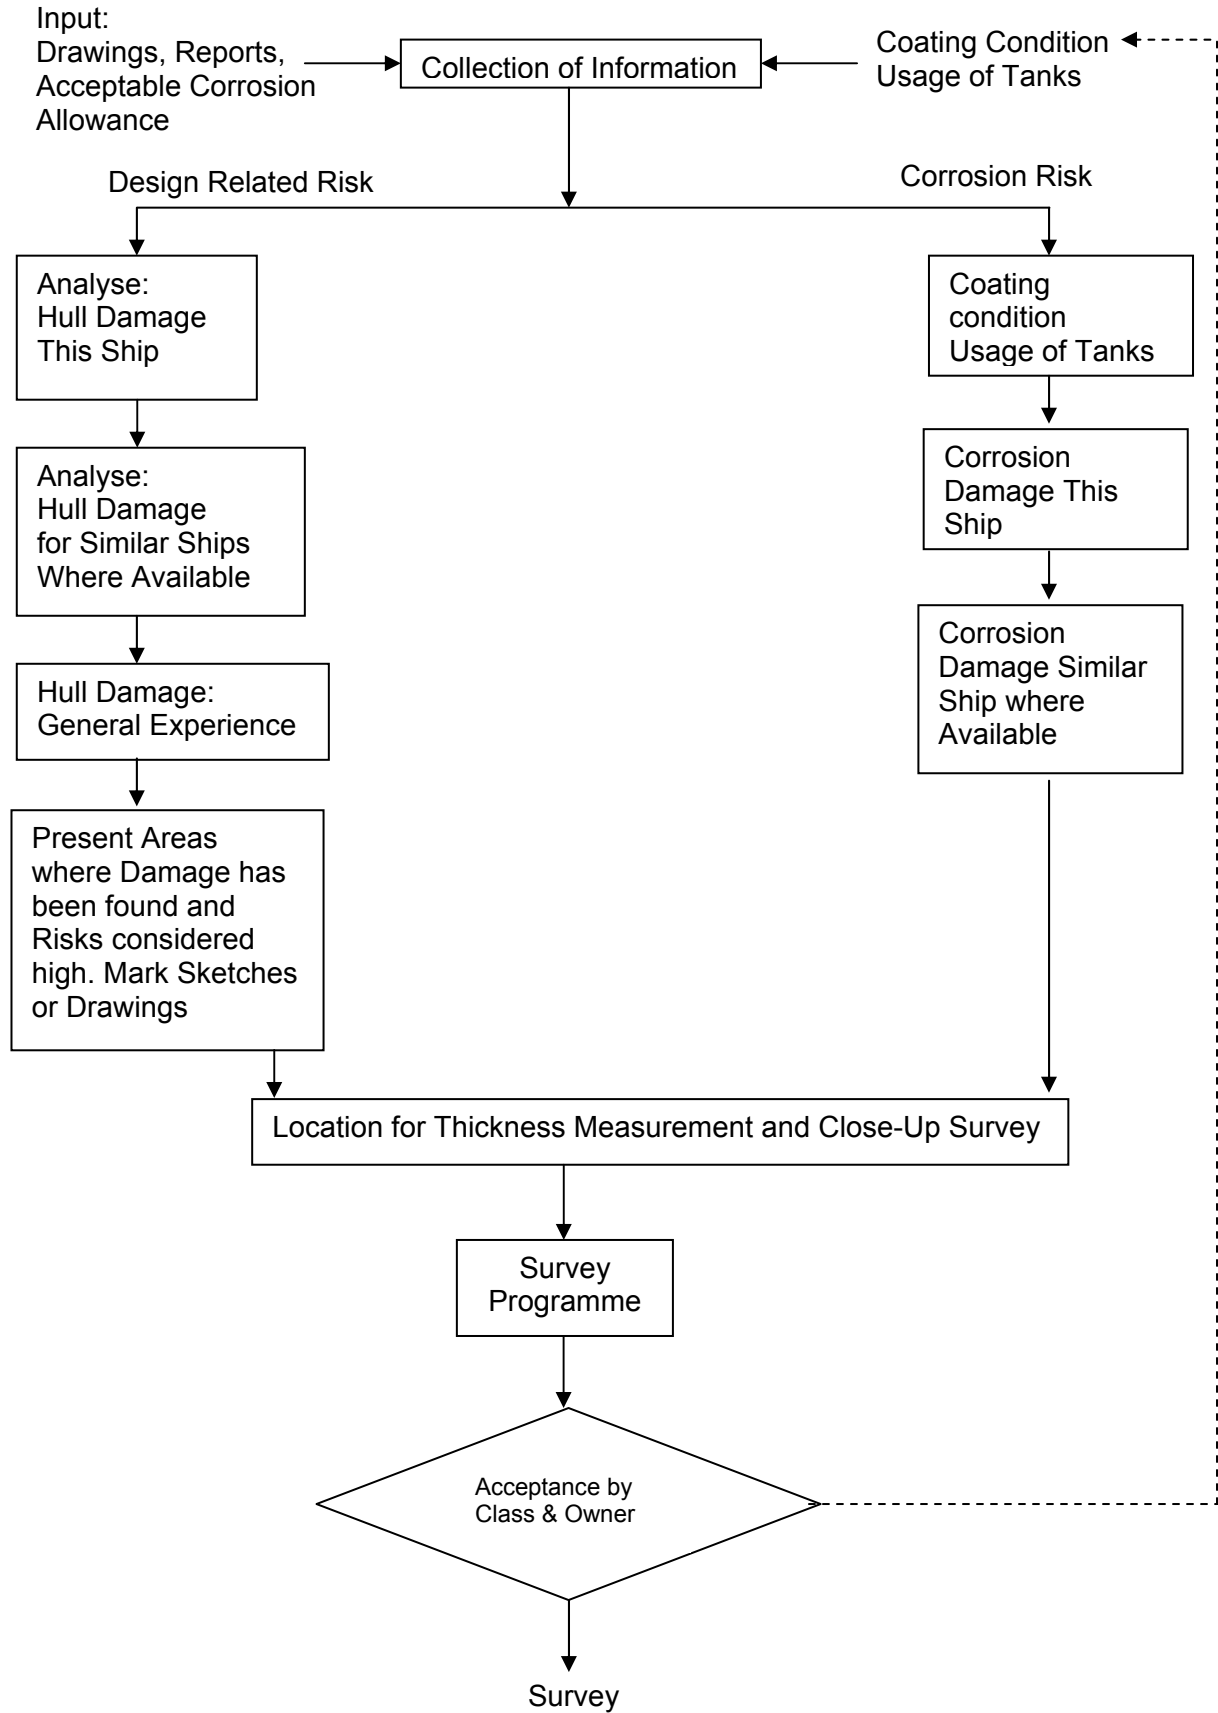 Input:
Drawings, Reports,
Acceptable Corrosion
Allowance
Collection of Information
Coating Condition
Usage of Tanks
Design Related Risk
Corrosion Risk
Analyse:
Hull Damage
This Ship
Coating
condition
Usage of Tanks
Analyse:
Hull Damage
for Similar Ships
Where Available
Corrosion
Damage This
Ship
Hull Damage:
General Experience
Corrosion
Damage Similar
Ship where
Available
Present Areas
where Damage has
been found and
Risks considered
high. Mark Sketches
or Drawings
Location for Thickness Measurement and Close-Up Survey
Survey
Programme
Acceptance by
Class & Owner
Survey